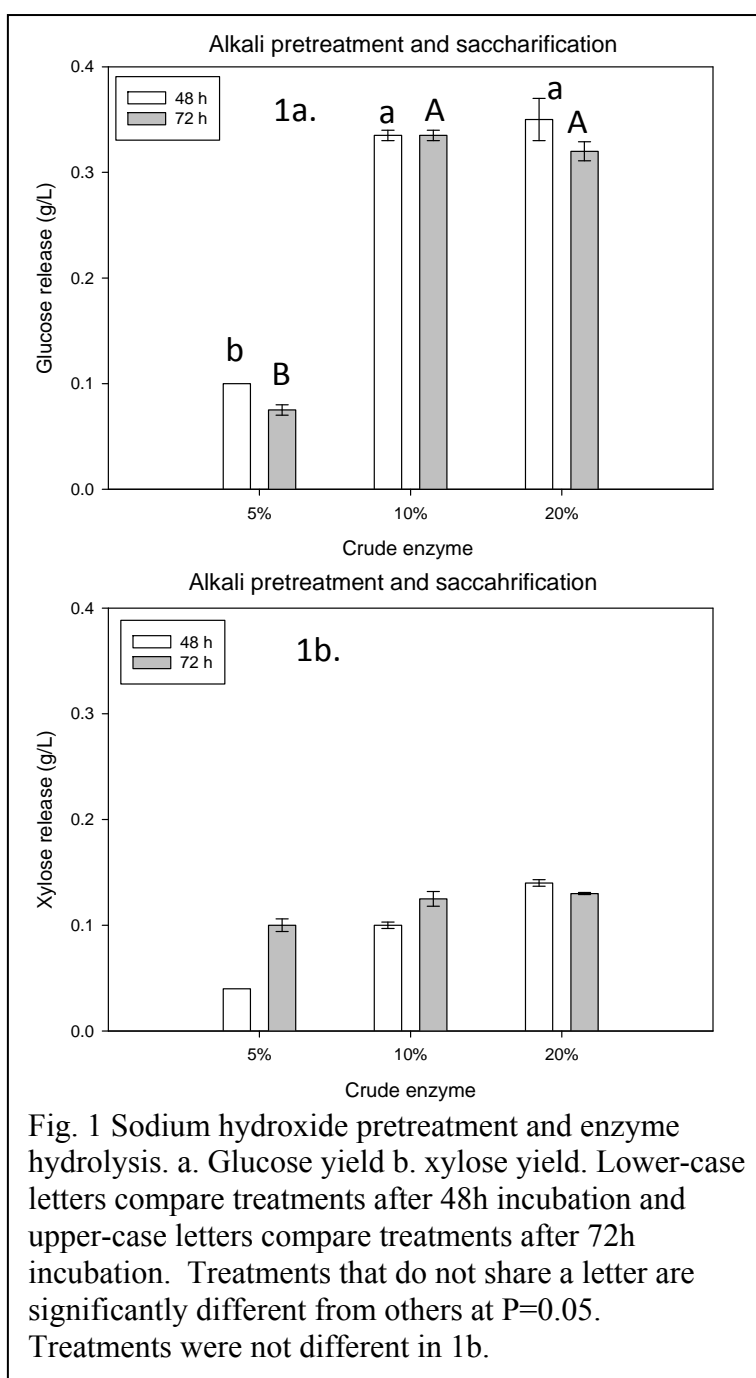 Alkali pretreatment and saccharification
0.4
0.3
0.2
0.1
0.0
Glucose release (g/L)
48 h
72 h
1a.
b
B
a
A
a
A
5%
10%
20%
Crude enzyme
Alkali pretreatment and saccahrification
0.4
0.3
0.2
0.1
0.0
Xylose release (g/L)
48 h
72 h
1b.
5%
10%
20%
Crude enzyme
Fig. 1 Sodium hydroxide pretreatment and enzyme
hydrolysis. a. Glucose yield b. xylose yield. Lower-case
letters compare treatments after 48h incubation and
upper-case letters compare treatments after 72h
incubation.  Treatments that do not share a letter are
significantly different from others at P=0.05.
Treatments were not different in 1b.